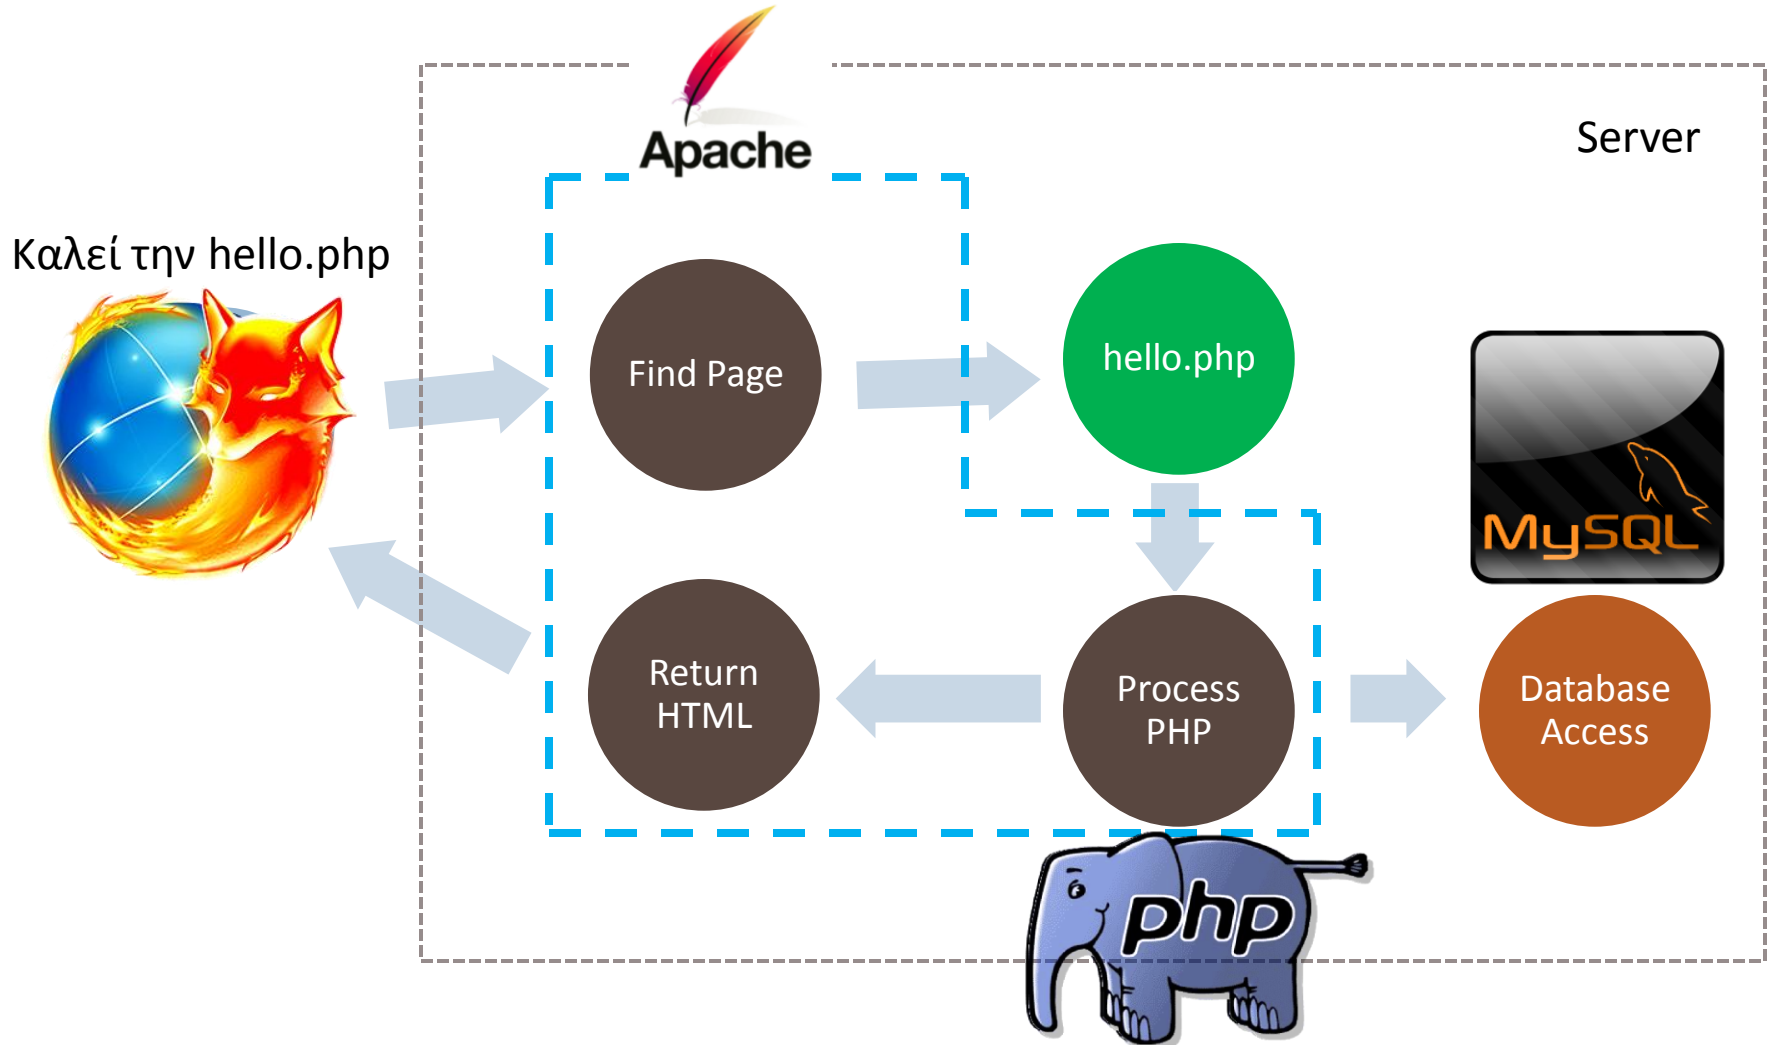 Apache
Server
Καλεί την hello.php
Find Page
hello.php
MySQL
Return
HTML
Process
PHP
Database
Access
php